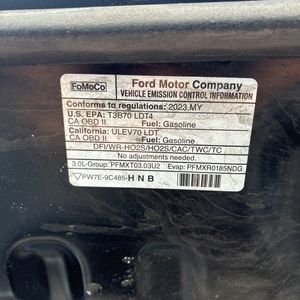 FoMoCo
Ford Motor Company
VEHICLE EMISSION CONTROL INFORMATION
Conforms to regulations: 2023 MY
U.S. EPA: T3B70 LDT4
CA OBD II Fuel: Gasoline
California: ULEV70 LDT
CA OBD II Fuel: Gasoline
DFI/WR-HO2S/HO2S/CAC/TWC/TC
No adjustments needed.
3.0L-Group: PFMXT03.03U2 Evap: PFMXR0185NDG
PW7E-9C485-HNB